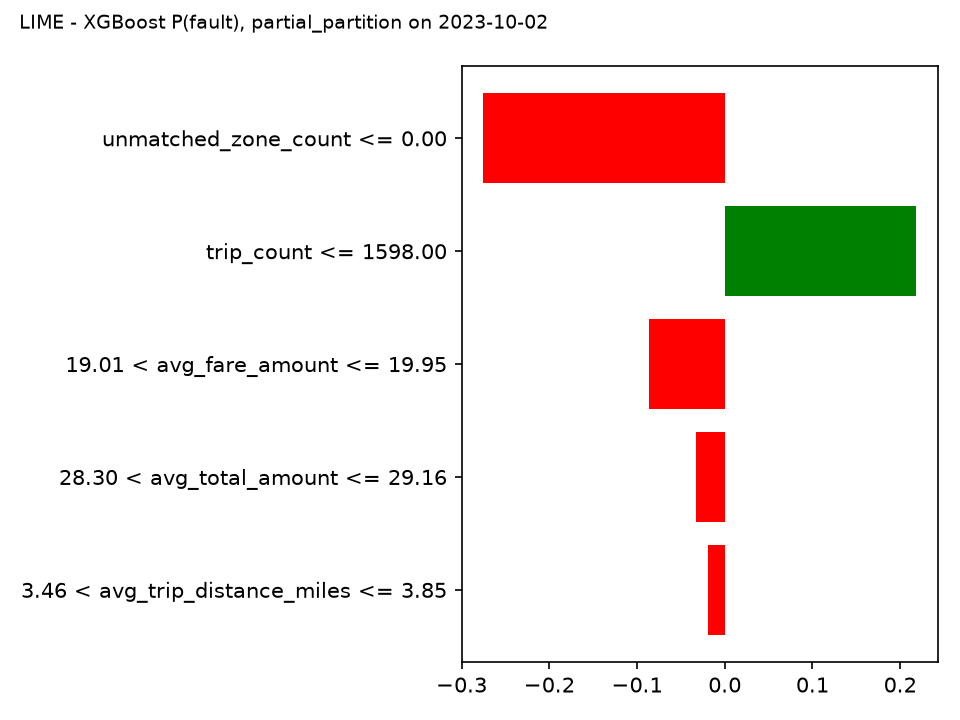 LIME - XGBoost P(fault), partial_partition on 2023-10-02
unmatched_zone_count <= 0.00
trip_count <= 1598.00
19.01 < avg_fare_amount <= 19.95
28.30 < avg_total_amount <= 29.16
3.46 < avg_trip_distance_miles <= 3.85
−0.3 −0.2 −0.1 0.0 0.1 0.2